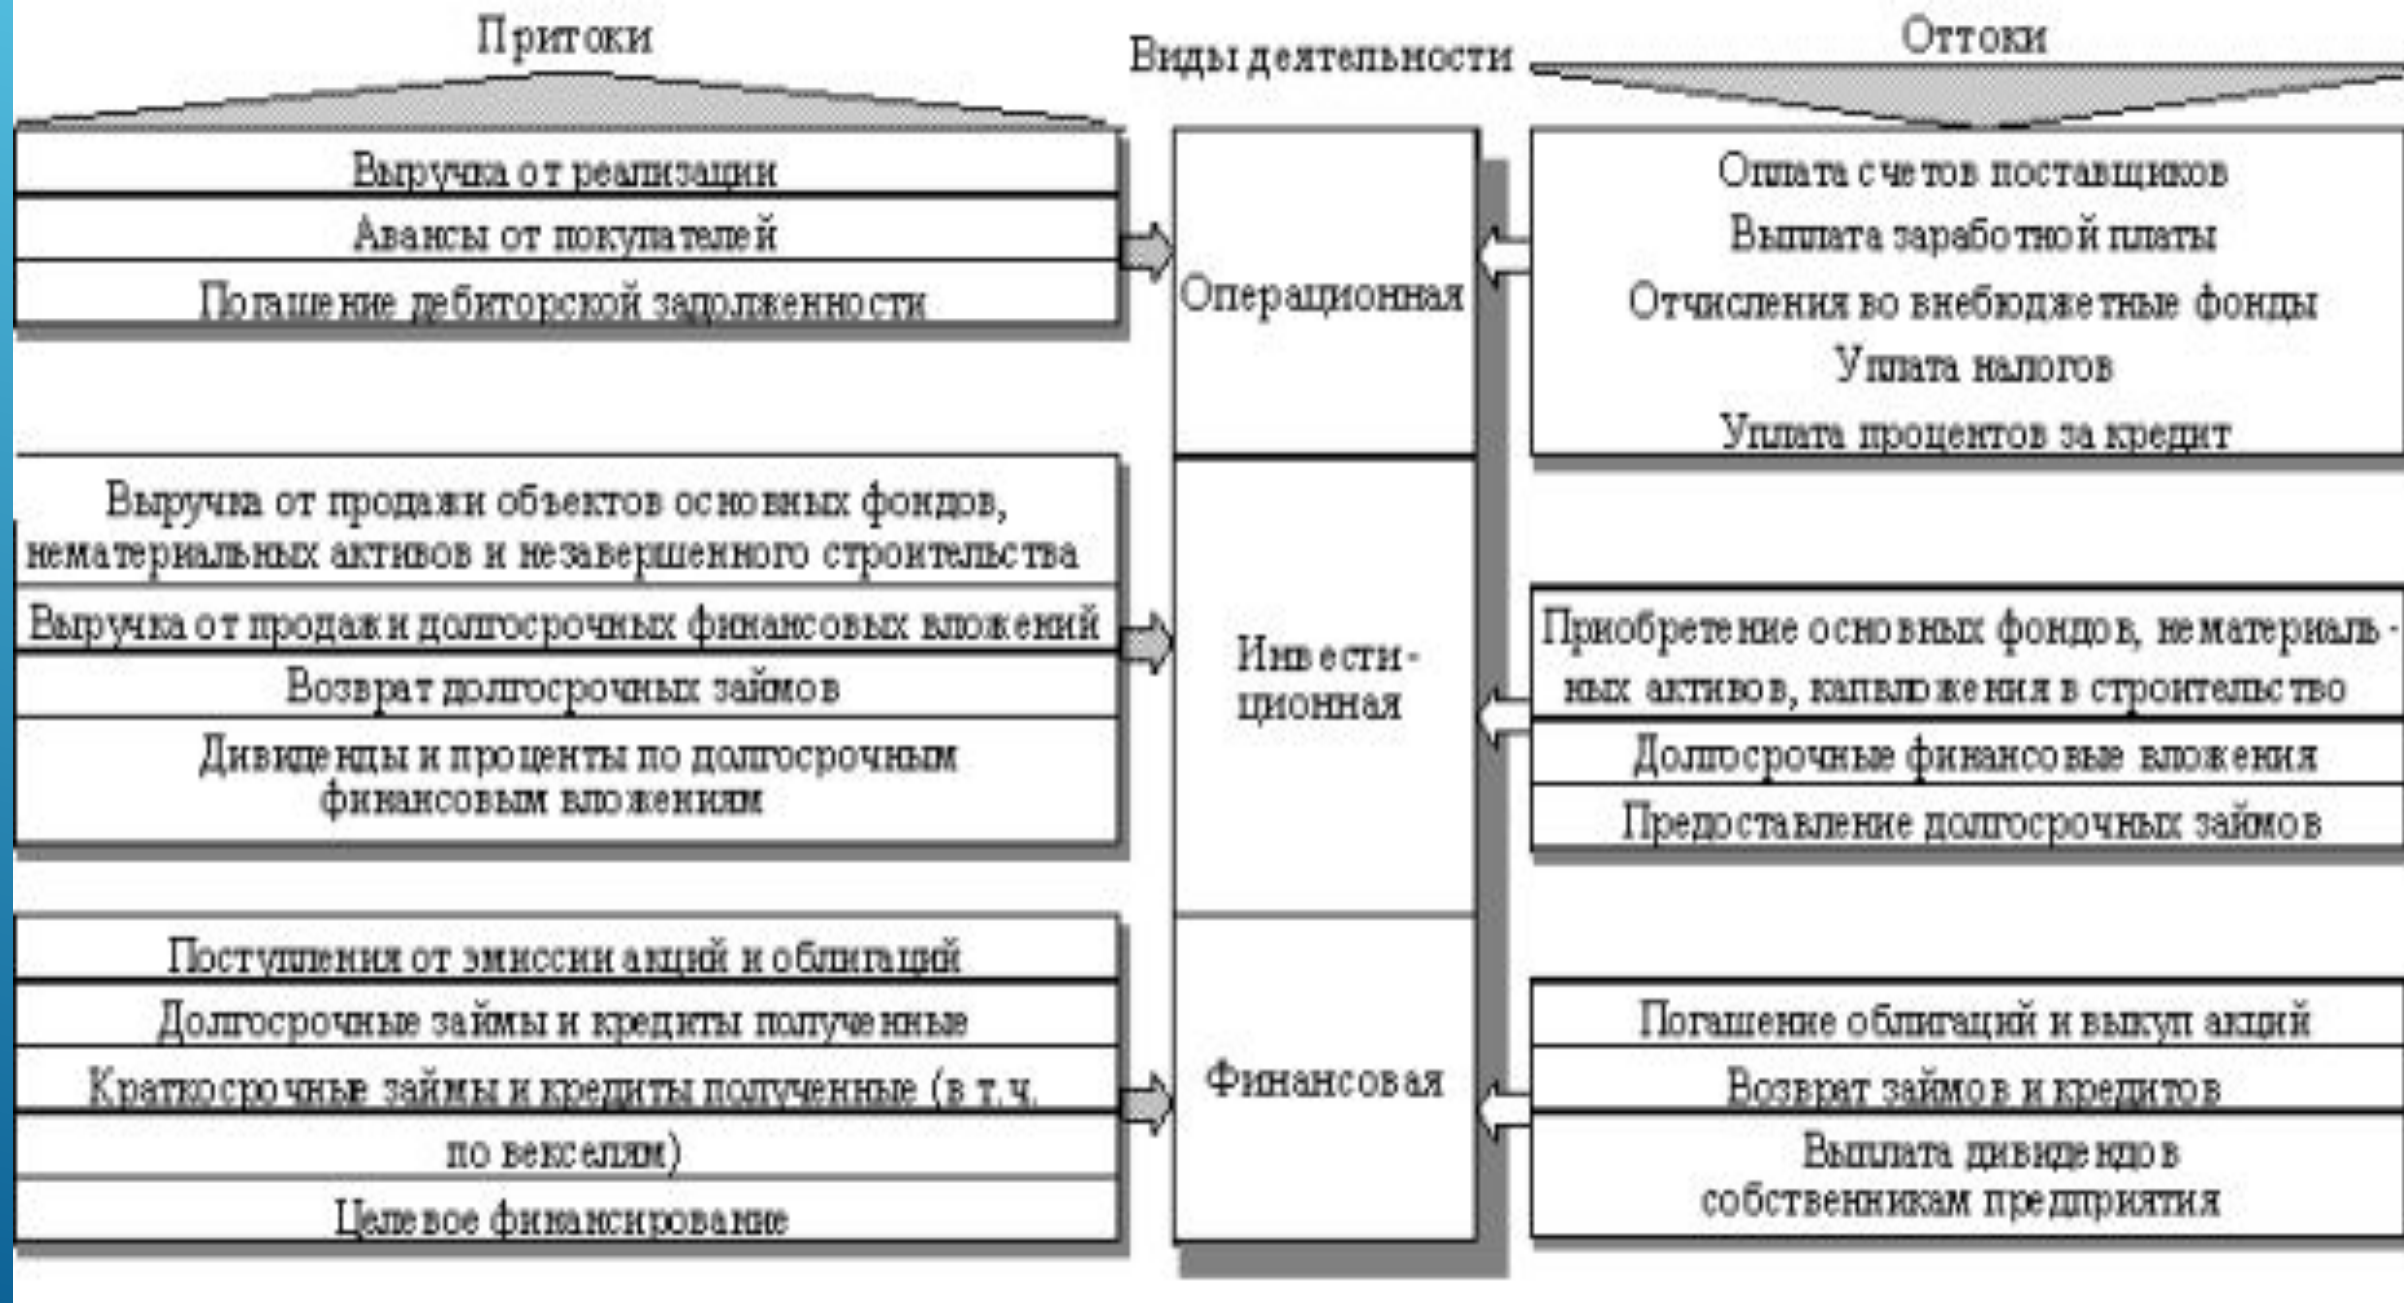 Притоки
Виды деятельности
Оттоки
Выручка от реализации
Авансы от покупателей
Погашение дебиторской задолженности
Операционная
Оплата счетов поставщиков
Выплата заработной платы
Отчисления во внебюджетные фонды
Уплата налогов
Уплата процентов за кредит
Выручка от продажи объектов основных фондов,
нематериальных активов и незавершенного строительства
Выручка от продажи долгосрочных финансовых вложений
Возврат долгосрочных займов
Дивиденды и проценты по долгосрочным
финансовым вложениям
Инвести-
ционная
Приобретение основных фондов, нематериаль-
ных активов, капвложения в строительство
Долгосрочные финансовые вложения
Предоставление долгосрочных займов
Поступления от эмиссии акций и облигаций
Долгосрочные займы и кредиты полученные
Краткосрочные займы и кредиты полученные (в т.ч.
по векселям)
Целевое финансирование
Финансовая
Погашение облигаций и выкуп акций
Возврат займов и кредитов
Выплата дивидендов
собственникам предприятия